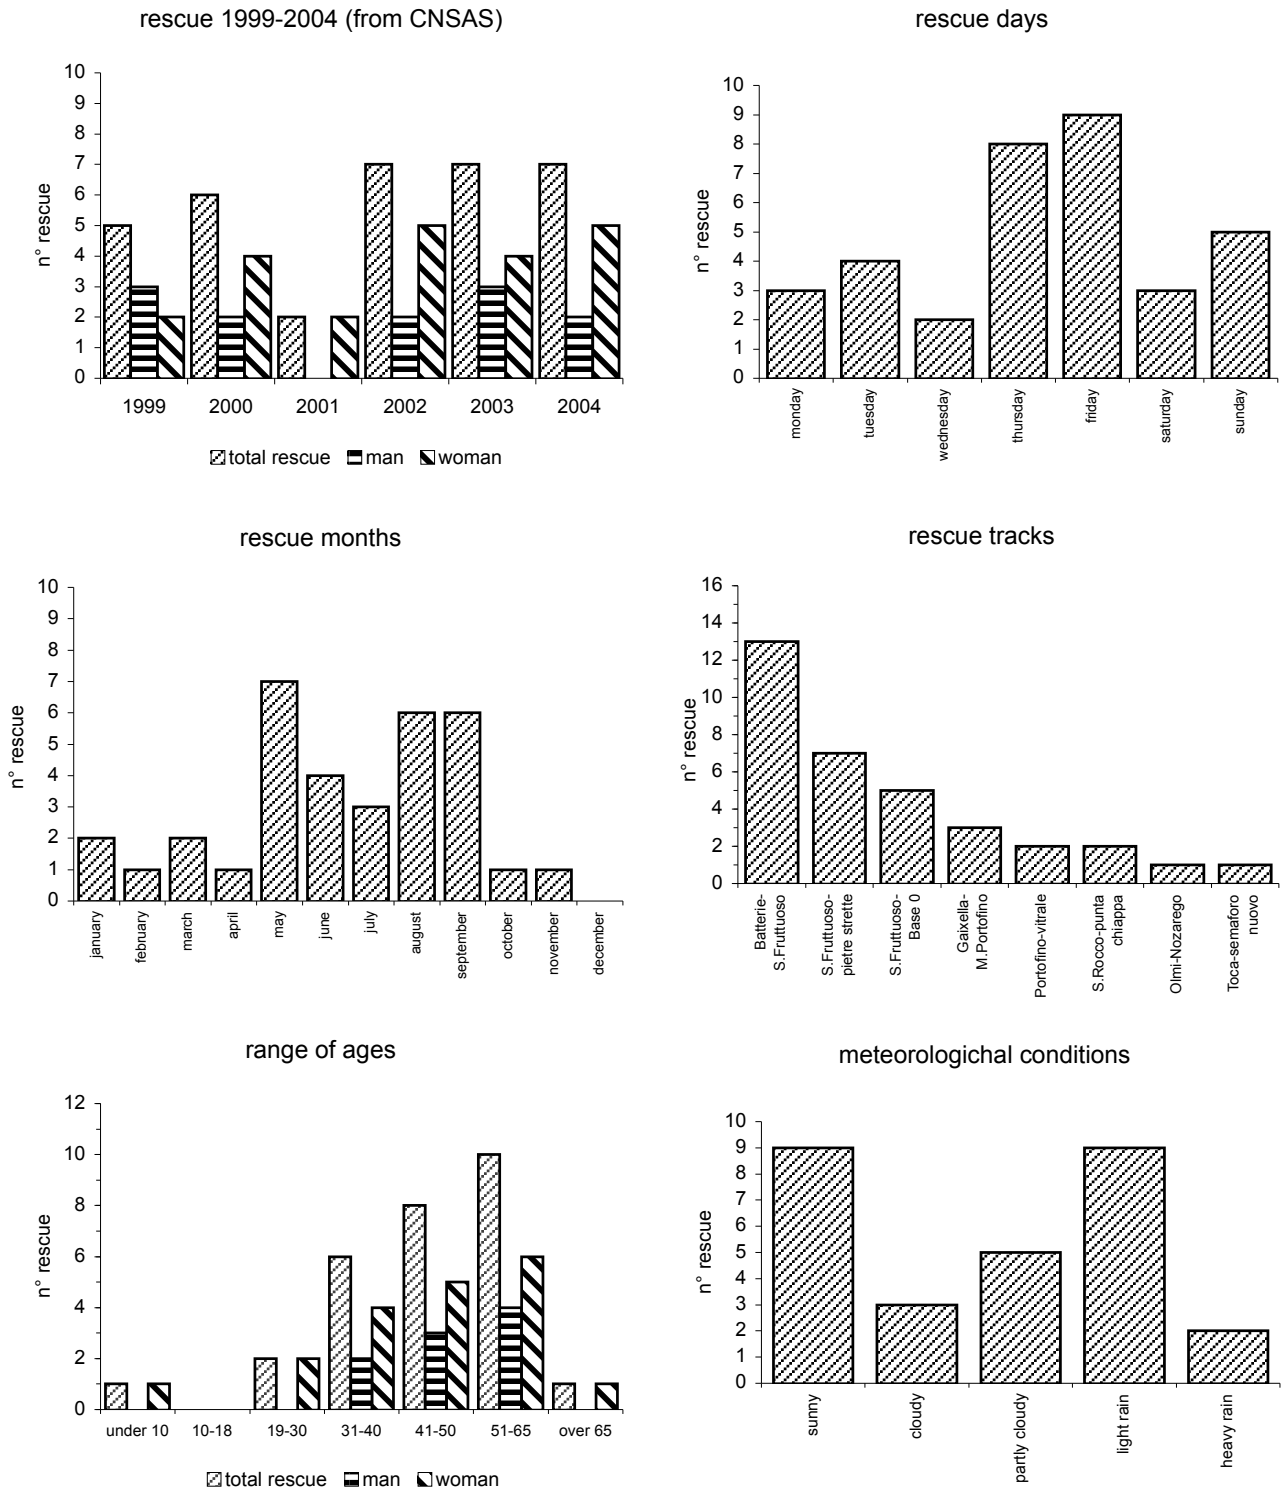 rescue 1999-2004 (from CNSAS)
10
9
8
7
6
5
4
3
2
1
0
n° rescue
1999 2000 2001 2002 2003 2004
total rescue man woman
rescue days
10
9
8
7
6
5
4
3
2
1
0
n° rescue
monday
tuesday
wednesday
thursday
friday
saturday
sunday
rescue months
10
9
8
7
6
5
4
3
2
1
0
n° rescue
january
february
march
april
may
june
july
august
september
october
november
december
rescue tracks
16
14
12
10
8
6
4
2
0
n° rescue
Batterie-
S.Fruttuoso
S.Fruttuoso-
pietre strette
S.Fruttuoso-
Base 0
Gaixella-
M.Portofino
Portofino-vitrale
S.Rocco-punta
chiappa
Olmi-Nozarego
Toca-semaforo
nuovo
range of ages
12
10
8
6
4
2
0
n° rescue
under 10 10-18 19-30 31-40 41-50 51-65 over 65
total rescue man woman
meteorologichal conditions
10
9
8
7
6
5
4
3
2
1
0
n° rescue
sunny
cloudy
partly cloudy
light rain
heavy rain